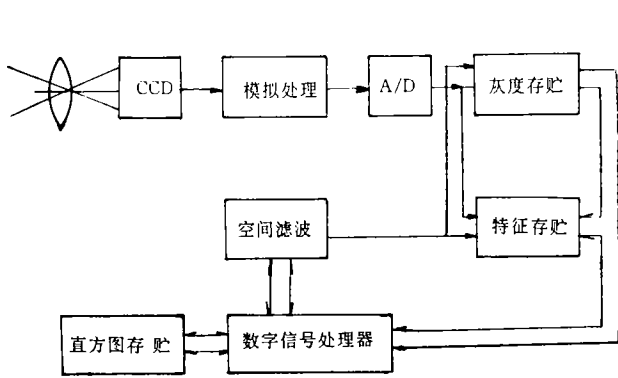 CCD
模拟处理
A/D
灰度存贮
空间滤波
特征存贮
直方图存 贮
数字信号处理器